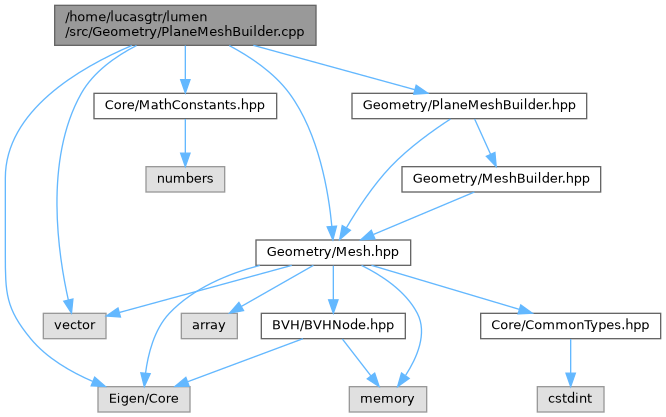 /home/lucasgtr/lumen
/src/Geometry/PlaneMeshBuilder.cpp
Core/MathConstants.hpp
Geometry/PlaneMeshBuilder.hpp
numbers
Geometry/MeshBuilder.hpp
Geometry/Mesh.hpp
vector
array
BVH/BVHNode.hpp
Core/CommonTypes.hpp
Eigen/Core
memory
cstdint